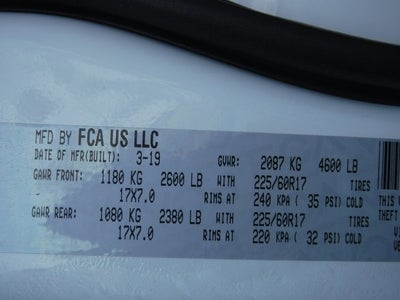 MFD BY FCA US LLC
DATE OF MFR(BUILT): 3-19 GVWR: 2087 KG 4600 LB
GAWR FRONT: 1180 KG 2600 LB WITH 225/60R17 TIRES
17X7.0 RIMS AT 240 KPA ( 35 PSI) COLD
GAWR REAR: 1080 KG 2380 LB WITH 225/60R17 TIRES
17X7.0 RIMS AT 220 KPA ( 32 PSI) COLD
THIS
THEFT